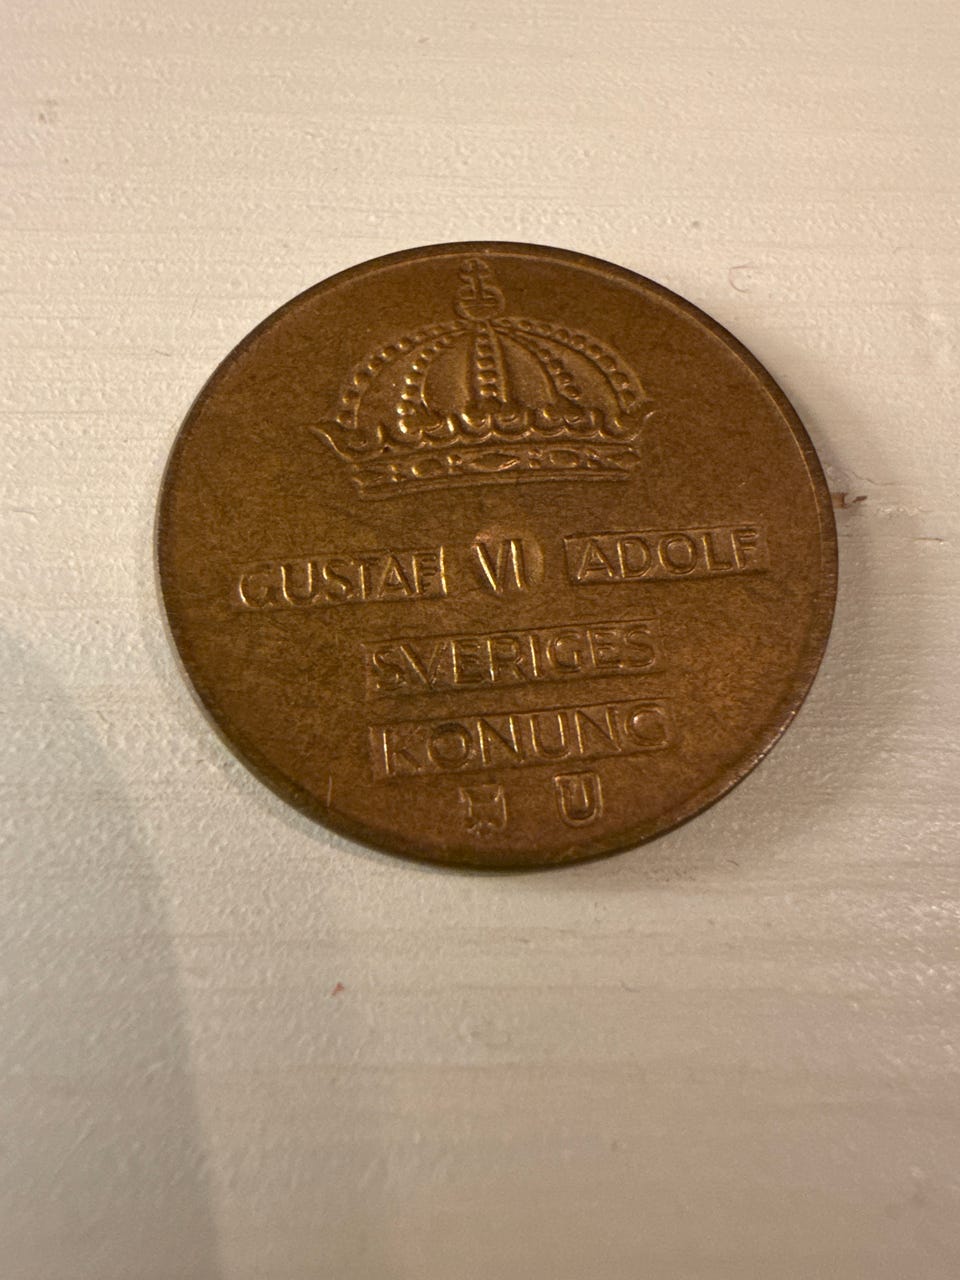 GUSTAF VI ADOLF
SVERIGES
KONUNG
U